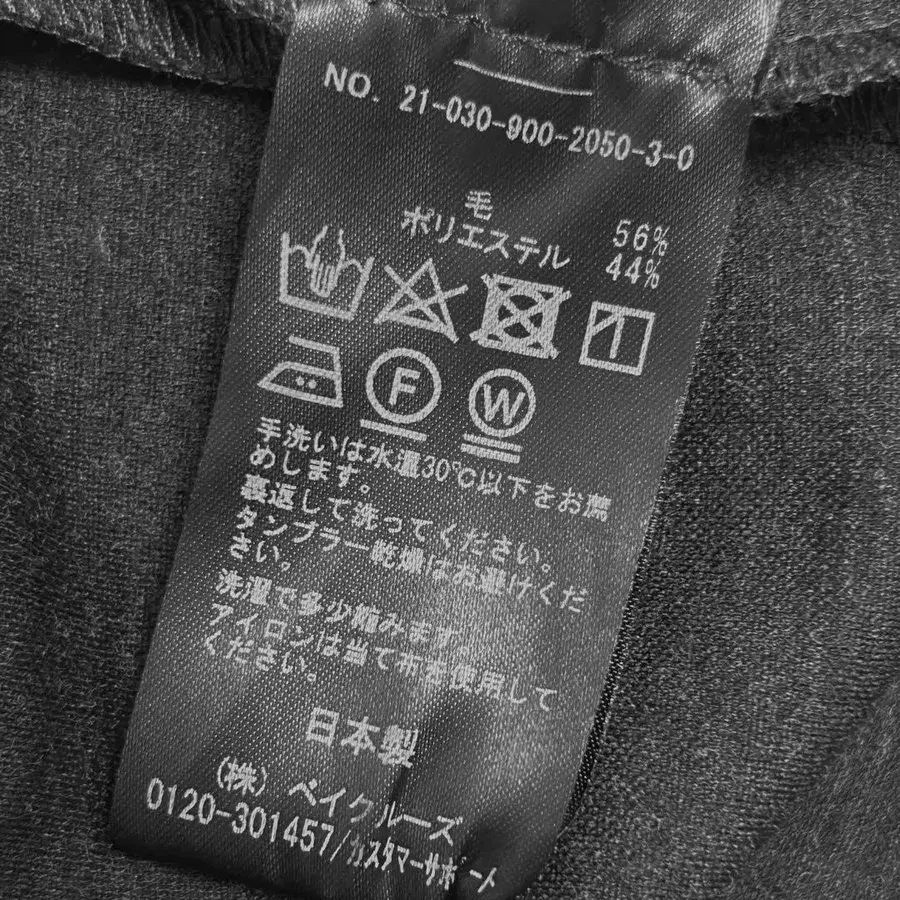 NO. 21-030-900-2050-3-0
毛 56%
ポリエステル 44%
F
W
手洗いは水温30℃以下をお薦
めします。
裏返して洗ってください。
タンブラー乾燥はお避けくだ
さい。
洗濯で多少縮みます。
アイロンは当て布を使用して
ください。
日本製
(株) ベイクルーズ
0120-301457/カスタマーサポート